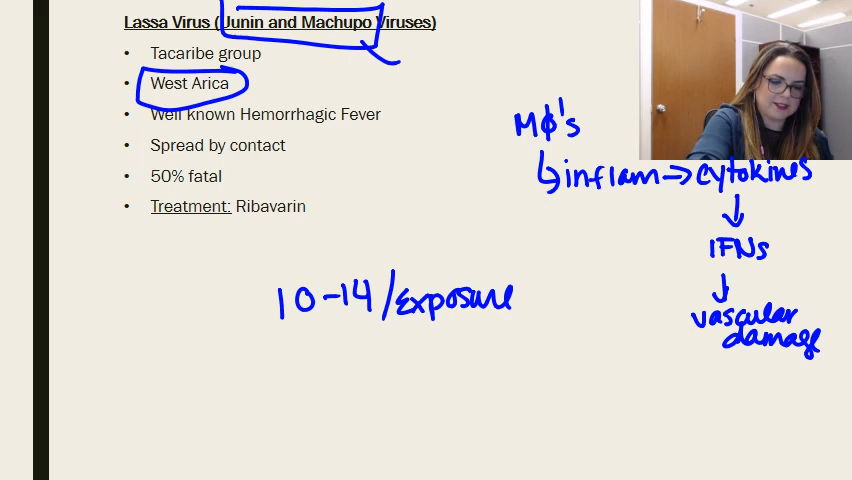 Lassa Virus (Junin and Machupo Viruses)
• Tacaribe group
• West Arica
• Well known Hemorrhagic Fever
• Spread by contact
• 50% fatal
• Treatment: Ribavarin
MΦ's
inflam → cytokines
↓
IFNs
↓
vascular
damage
10-14/exposure